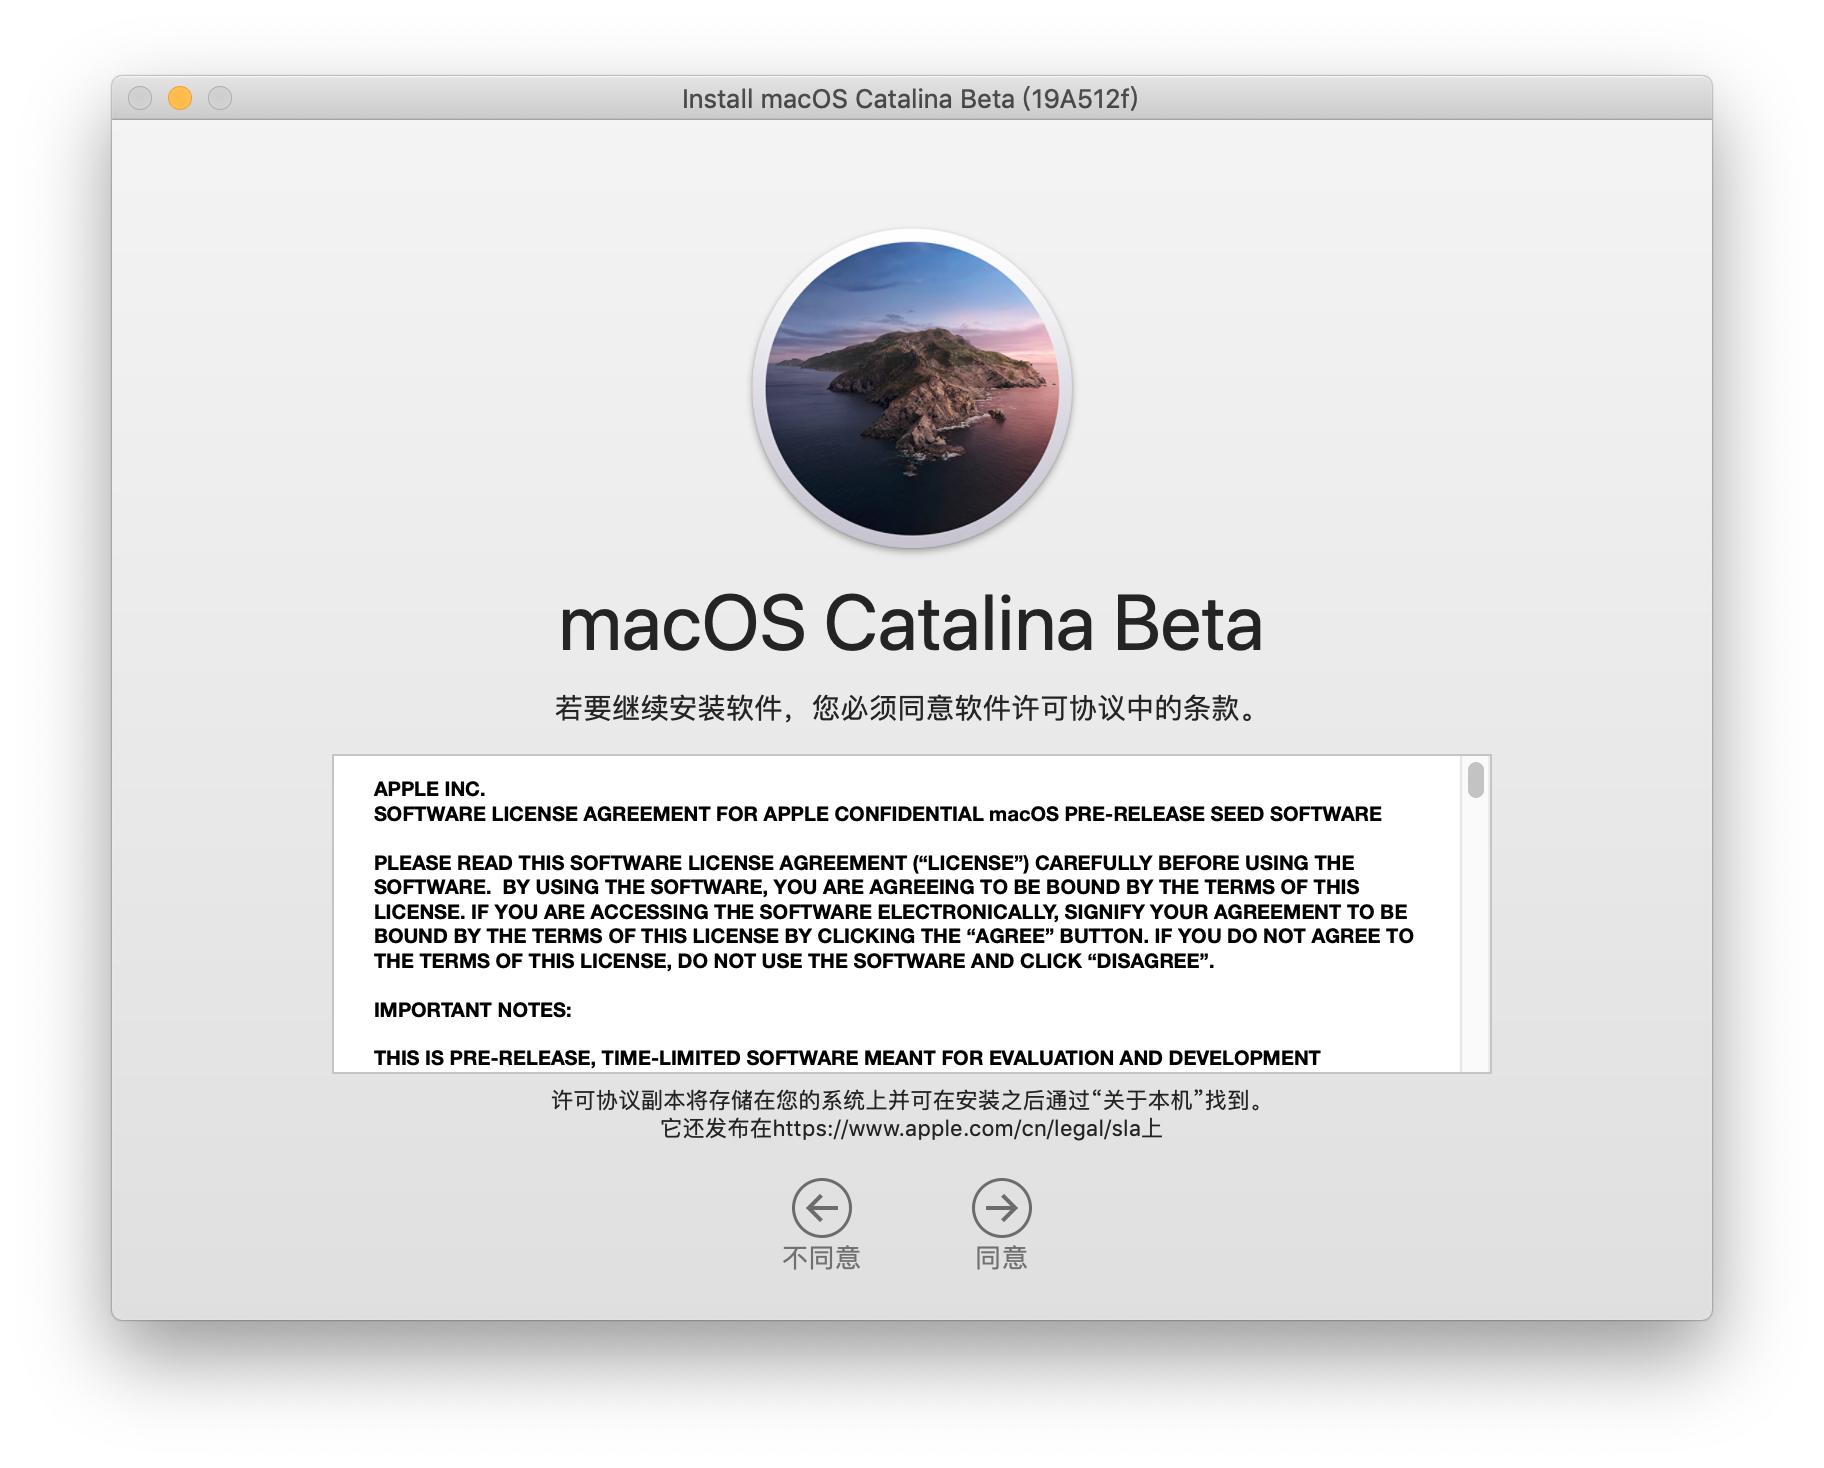 Install macOS Catalina Beta (19A512f)
macOS Catalina Beta
若要继续安装软件，您必须同意软件许可协议中的条款。
APPLE INC.
SOFTWARE LICENSE AGREEMENT FOR APPLE CONFIDENTIAL macOS PRE-RELEASE SEED SOFTWARE
PLEASE READ THIS SOFTWARE LICENSE AGREEMENT (“LICENSE”) CAREFULLY BEFORE USING THE
SOFTWARE.  BY USING THE SOFTWARE, YOU ARE AGREEING TO BE BOUND BY THE TERMS OF THIS
LICENSE. IF YOU ARE ACCESSING THE SOFTWARE ELECTRONICALLY, SIGNIFY YOUR AGREEMENT TO BE
BOUND BY THE TERMS OF THIS LICENSE BY CLICKING THE “AGREE” BUTTON. IF YOU DO NOT AGREE TO
THE TERMS OF THIS LICENSE, DO NOT USE THE SOFTWARE AND CLICK “DISAGREE”.
IMPORTANT NOTES:
THIS IS PRE-RELEASE, TIME-LIMITED SOFTWARE MEANT FOR EVALUATION AND DEVELOPMENT
许可协议副本将存储在您的系统上并可在安装之后通过“关于本机”找到。
它还发布在https://www.apple.com/cn/legal/sla上
不同意
同意